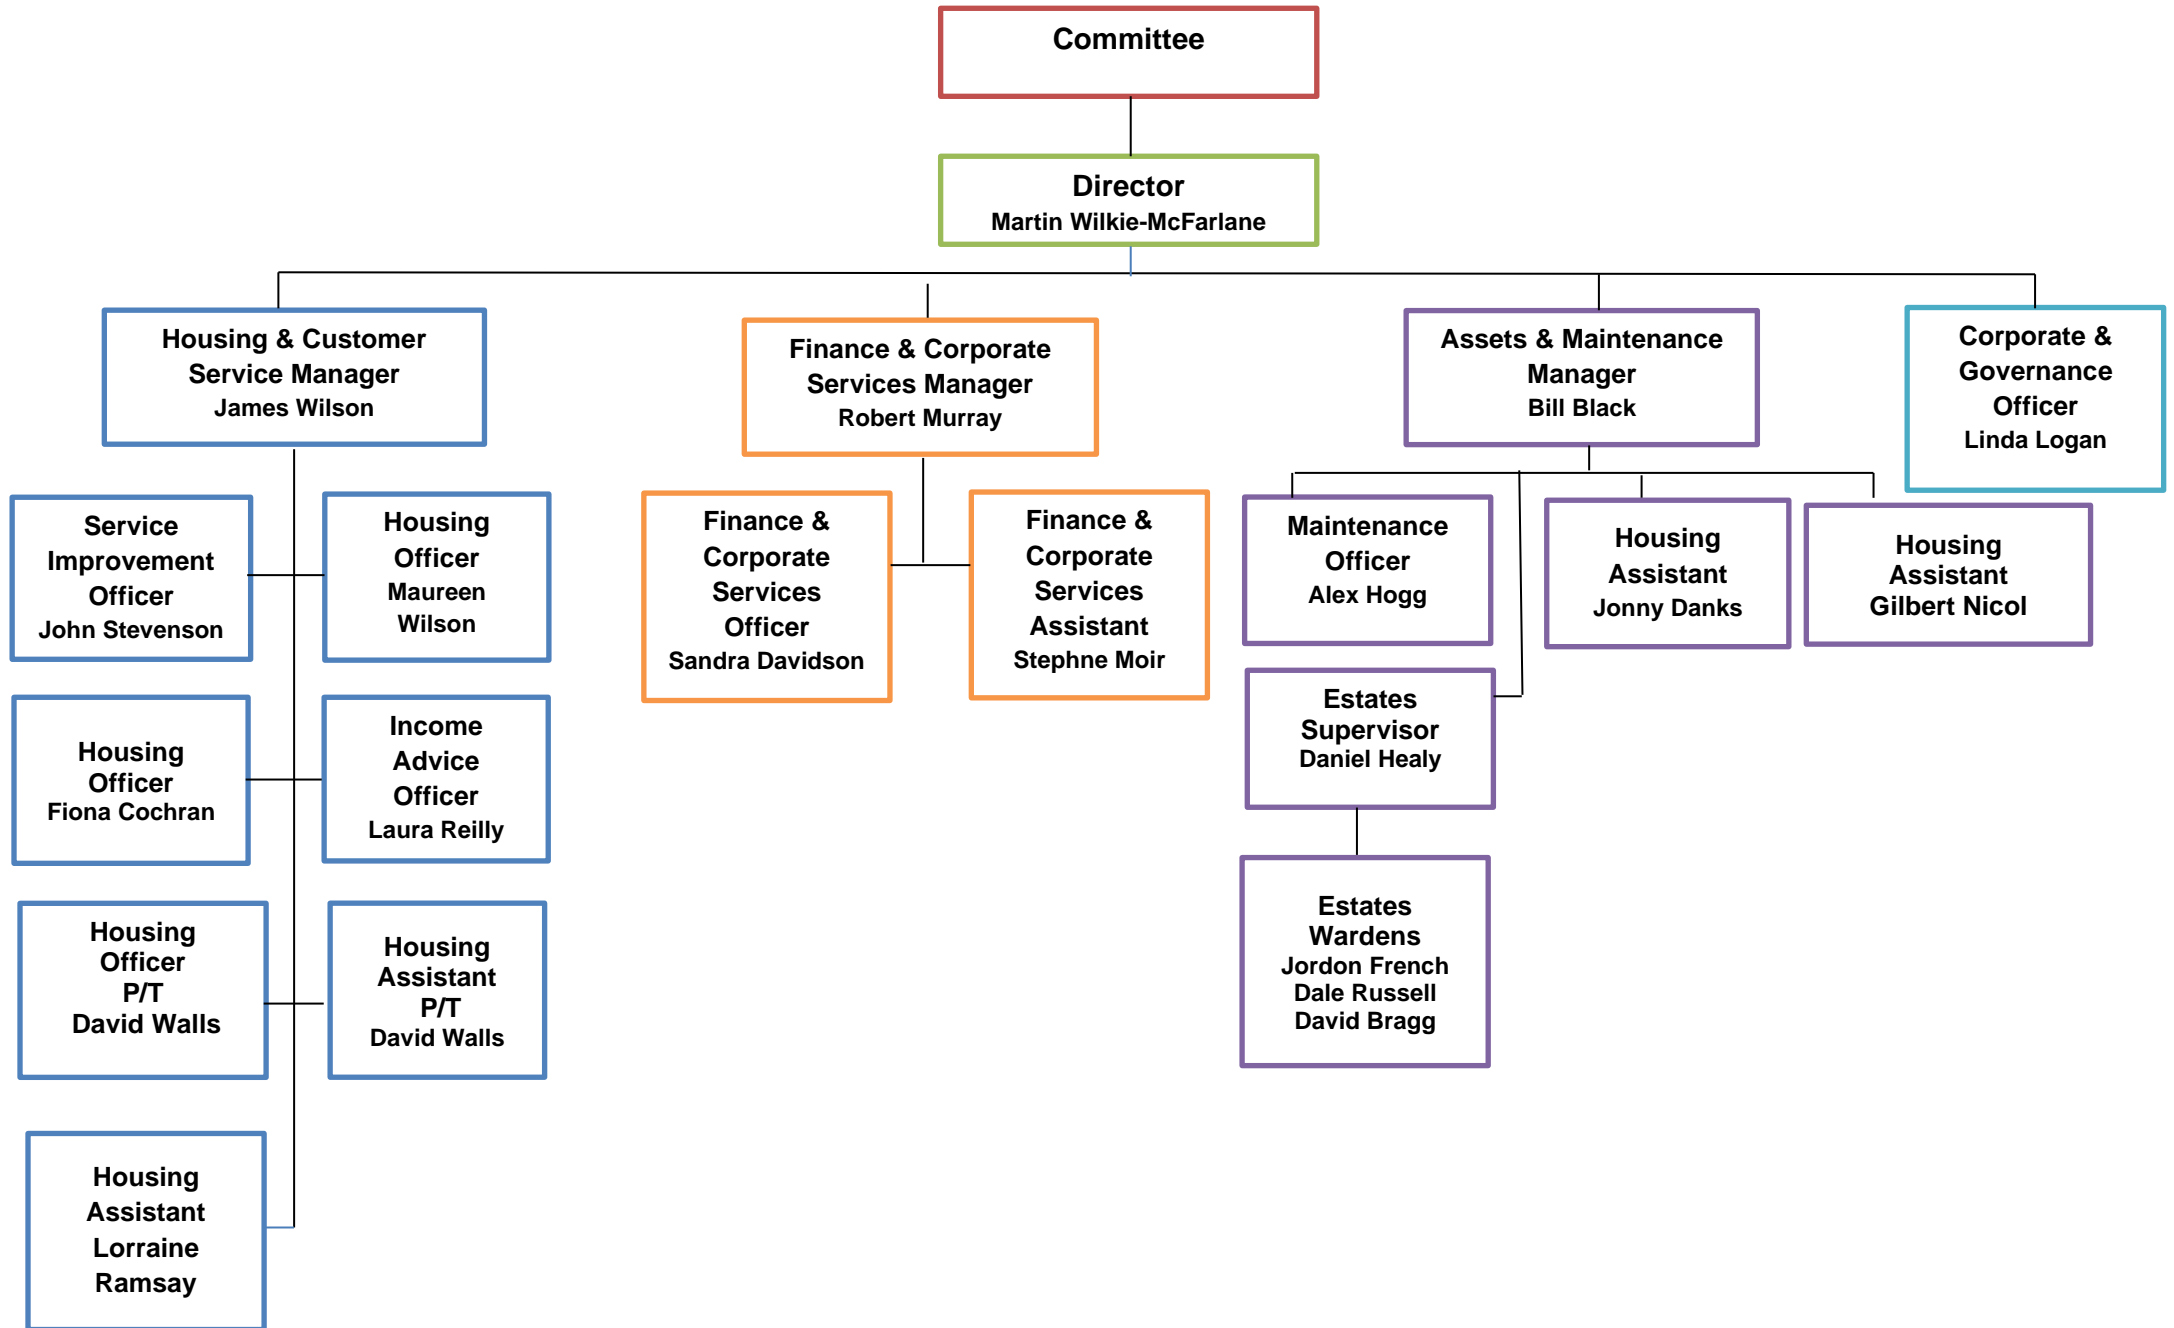 Committee
Director
Martin Wilkie-McFarlane
Housing & Customer
Service Manager
James Wilson
Finance & Corporate
Services Manager
Robert Murray
Assets & Maintenance
Manager
Bill Black
Corporate &
Governance
Officer
Linda Logan
Service
Improvement
Officer
John Stevenson
Housing
Officer
Maureen
Wilson
Finance &
Corporate
Services
Officer
Sandra Davidson
Finance &
Corporate
Services
Assistant
Stephne Moir
Maintenance
Officer
Alex Hogg
Housing
Assistant
Jonny Danks
Housing
Assistant
Gilbert Nicol
Housing
Officer
Fiona Cochran
Income
Advice
Officer
Laura Reilly
Estates
Supervisor
Daniel Healy
Housing
Officer
P/T
David Walls
Housing
Assistant
P/T
David Walls
Estates
Wardens
Jordon French
Dale Russell
David Bragg
Housing
Assistant
Lorraine
Ramsay